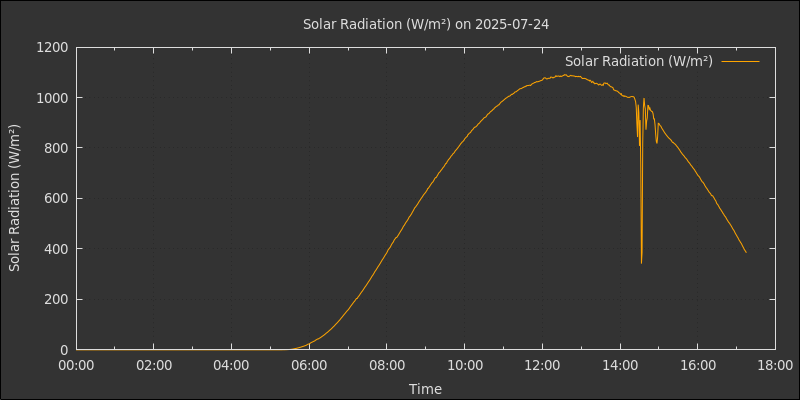 Solar Radiation (W/m²) on 2025-07-24
Solar Radiation (W/m²)
Solar Radiation (W/m²)
1200
1000
800
600
400
200
0
00:00 02:00 04:00 06:00 08:00 10:00 12:00 14:00 16:00 18:00
Time